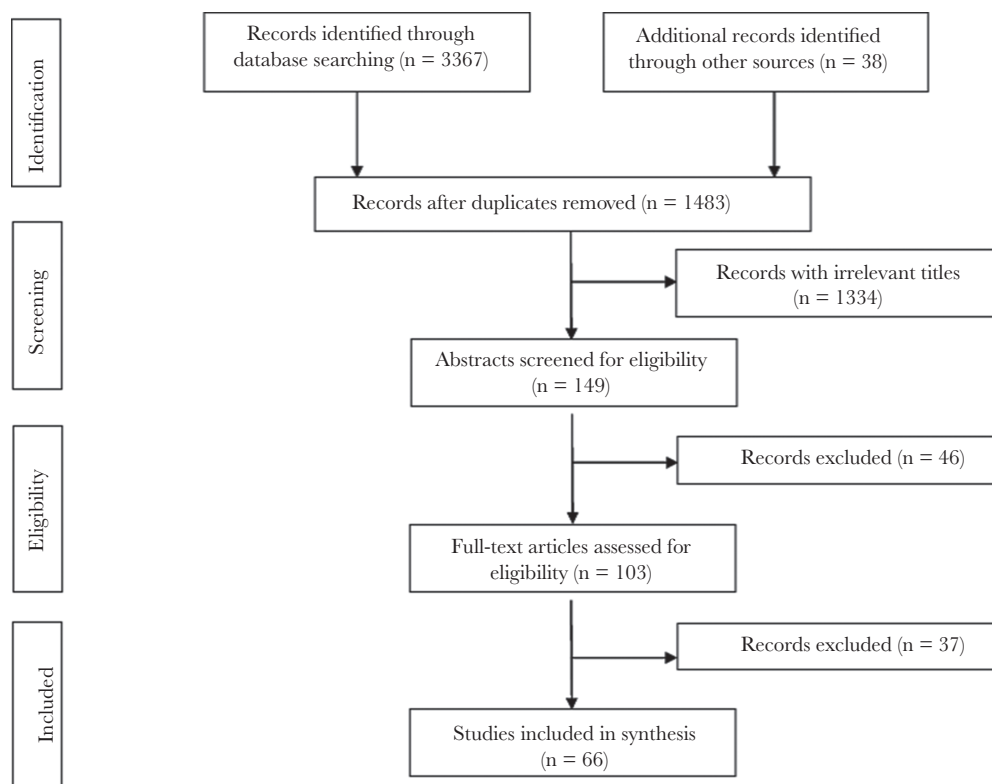 Identification
Records identified through
database searching (n = 3367)
Additional records identified
through other sources (n = 38)
Records after duplicates removed (n = 1483)
Screening
Records with irrelevant titles
(n = 1334)
Abstracts screened for eligibility
(n = 149)
Eligibility
Records excluded (n = 46)
Full-text articles assessed for
eligibility (n = 103)
Included
Records excluded (n = 37)
Studies included in synthesis
(n = 66)